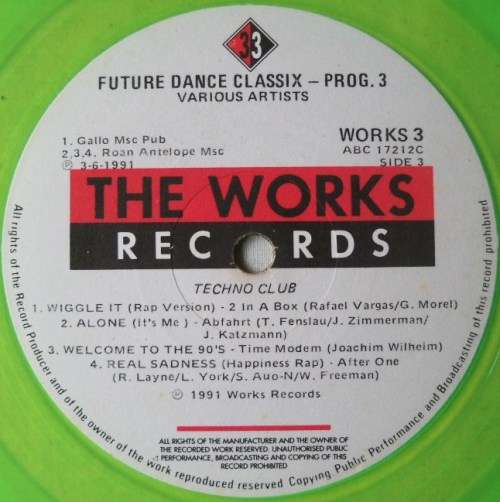 33
FUTURE DANCE CLASSIX – PROG. 3
VARIOUS ARTISTS
1. Gallo Msc Pub
2,3,4. Roan Antelope Msc
℗ 3-6-1991
WORKS 3
ABC 17212C
SIDE 3
THE WORKS
RECORDS
TECHNO CLUB
1. WIGGLE IT (Rap Version) - 2 In A Box (Rafael Vargas/G. Morel)
2. ALONE (it's Me) - Abfahrt (T. Fenslau/J. Zimmerman/
J. Katzmann)
3. WELCOME TO THE 90'S - Time Modem (Joachim Wilheim)
4. REAL SADNESS (Happiness Rap) - After One
(R. Layne/L. York/S. Auo-N/W. Freeman)
℗ 1991 Works Records
ALL RIGHTS OF THE MANUFACTURER AND THE OWNER OF
THE RECORDED WORK RESERVED. UNAUTHORISED PUBLIC
PERFORMANCE, BROADCASTING AND COPYING OF THIS
RECORD PROHIBITED
All rights of the Record Producer and of the owner of the work recorded reserved Copying Public Performance and Broadcasting of this record prohibited